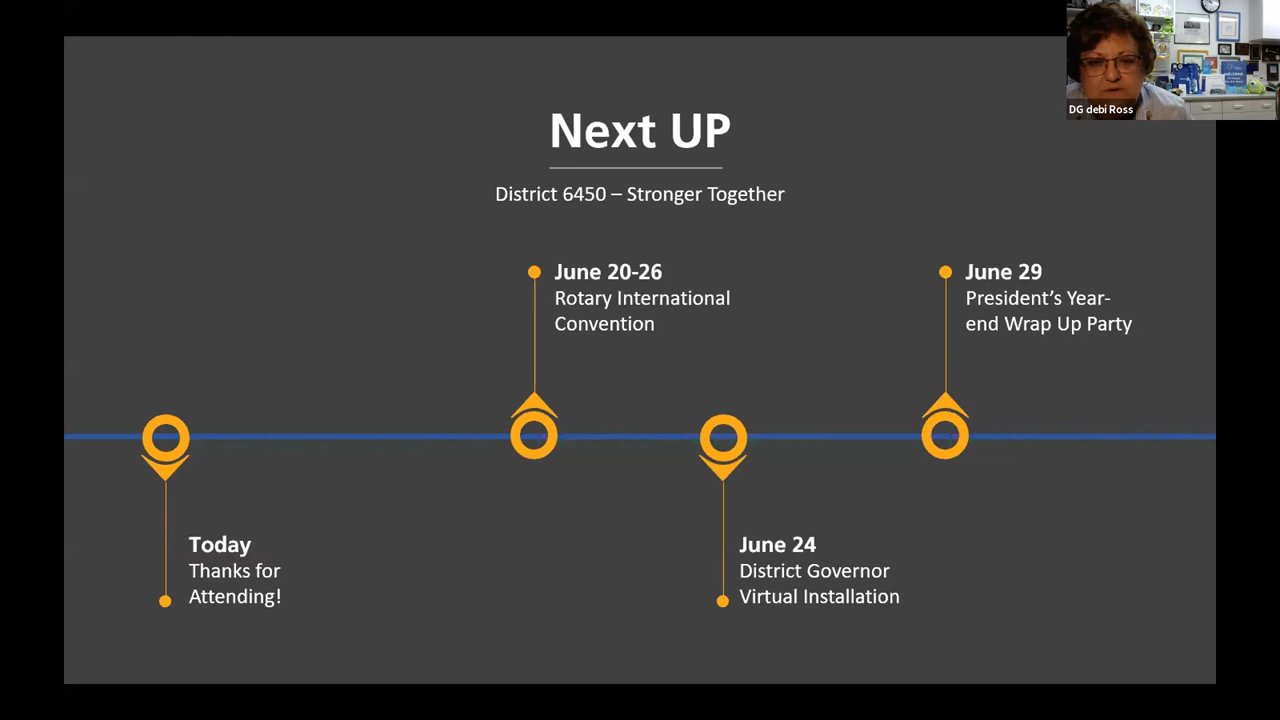 DG debi Ross
Next UP
District 6450 – Stronger Together
June 20-26
Rotary International
Convention
June 29
President’s Year-
end Wrap Up Party
Today
Thanks for
Attending!
June 24
District Governor
Virtual Installation